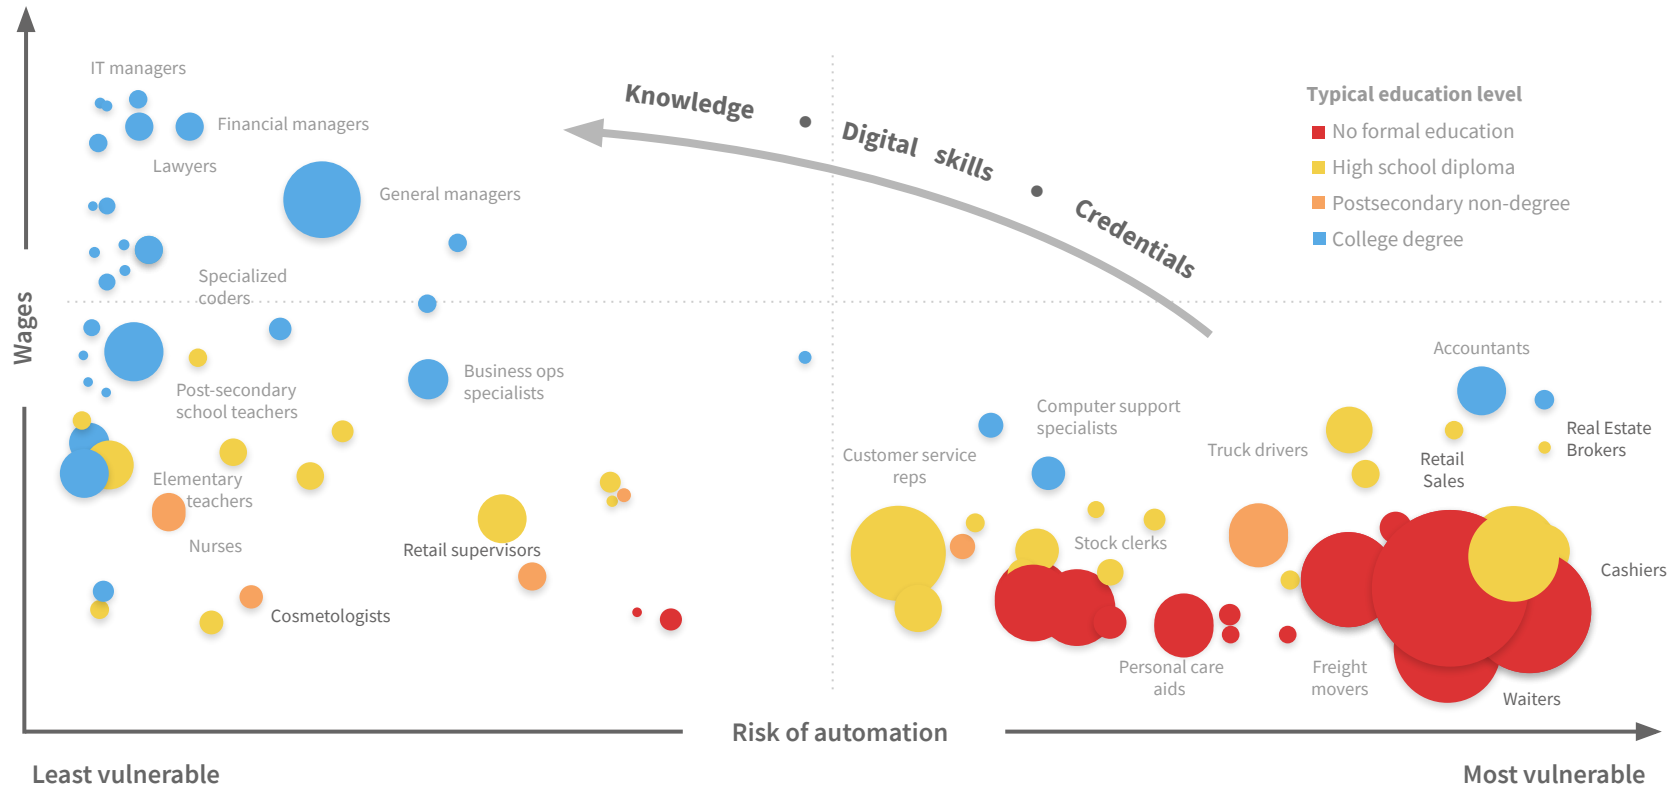 IT managers
Financial managers
Lawyers
General managers
Specialized
coders
Knowledge • Digital skills • Credentials
Typical education level
No formal education
High school diploma
Postsecondary non-degree
College degree
Wages
Post-secondary
school teachers
Business ops
specialists
Elementary
teachers
Nurses
Retail supervisors
Cosmetologists
Customer service
reps
Computer support
specialists
Stock clerks
Personal care
aids
Truck drivers
Accountants
Real Estate
Brokers
Retail
Sales
Cashiers
Freight
movers
Waiters
Risk of automation
Least vulnerable
Most vulnerable